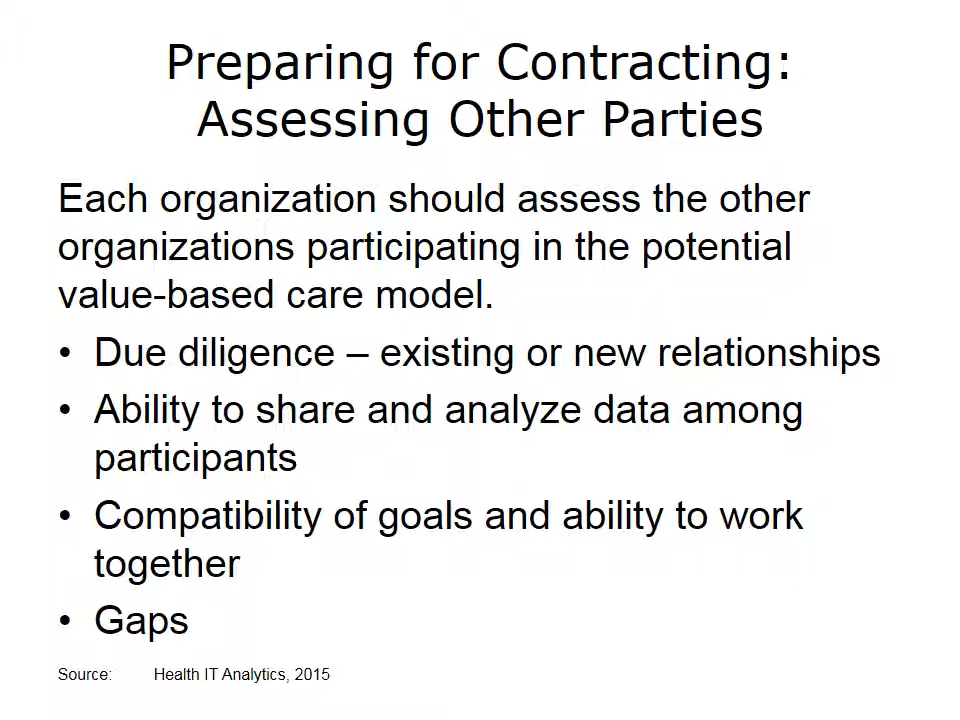 Preparing for Contracting:
Assessing Other Parties
Each organization should assess the other
organizations participating in the potential
value-based care model.
• Due diligence – existing or new relationships
• Ability to share and analyze data among
participants
• Compatibility of goals and ability to work
together
• Gaps
Source: Health IT Analytics, 2015